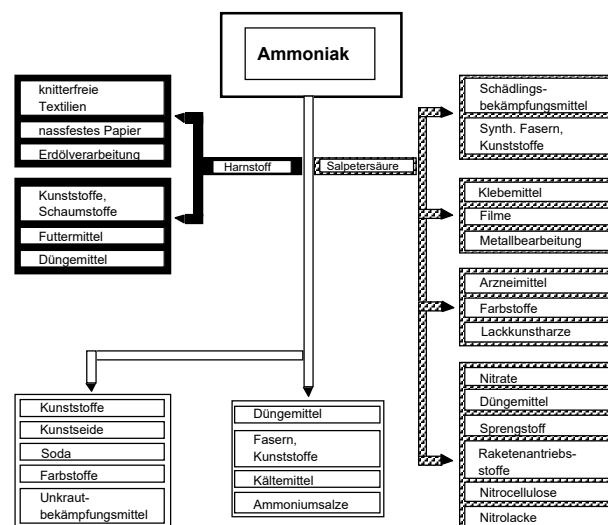 Ammoniak
knitterfreie
Textilien
nassfestes Papier
Erdölverarbeitung
Kunststoffe,
Schaumstoffe
Futtermittel
Düngemittel
Harnstoff
Salpetersäure
Schädlings-
bekämpfungsmittel
Synth. Fasern,
Kunststoffe
Klebemittel
Filme
Metallbearbeitung
Arzneimittel
Farbstoffe
Lackkunstharze
Nitrate
Düngemittel
Sprengstoff
Raketenantriebs-
stoffe
Nitrocellulose
Nitrolacke
Kunststoffe
Kunstseide
Soda
Farbstoffe
Unkraut-
bekämpfungsmittel
Düngemittel
Fasern,
Kunststoffe
Kältemittel
Ammoniumsalze